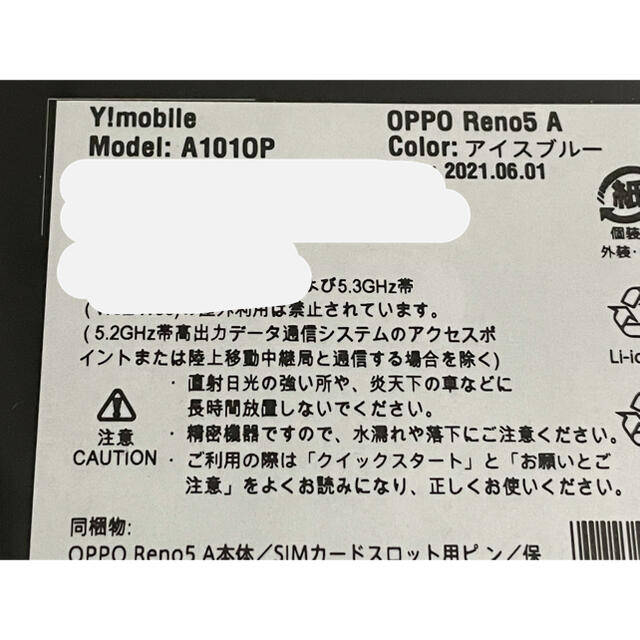 Y!mobile
OPPO Reno5 A
Model: A101OP
Color: アイスブルー
2021.06.01
紙
個装
外装・
よび5.3GHz帯
外利用は禁止されています。
( 5.2GHz帯高出力データ通信システムのアクセスポ
イントまたは陸上移動中継局と通信する場合を除く)
Li-io
・ 直射日光の強い所や、炎天下の車などに
長時間放置しないでください。
注意
CAUTION
・ 精密機器ですので、水濡れや落下にご注意ください。
・ ご利用の際は「クイックスタート」と「お願いとご
注意」をよくお読みになり、正しくお使いください。
同梱物:
OPPO Reno5 A本体／SIMカードスロット用ピン／保